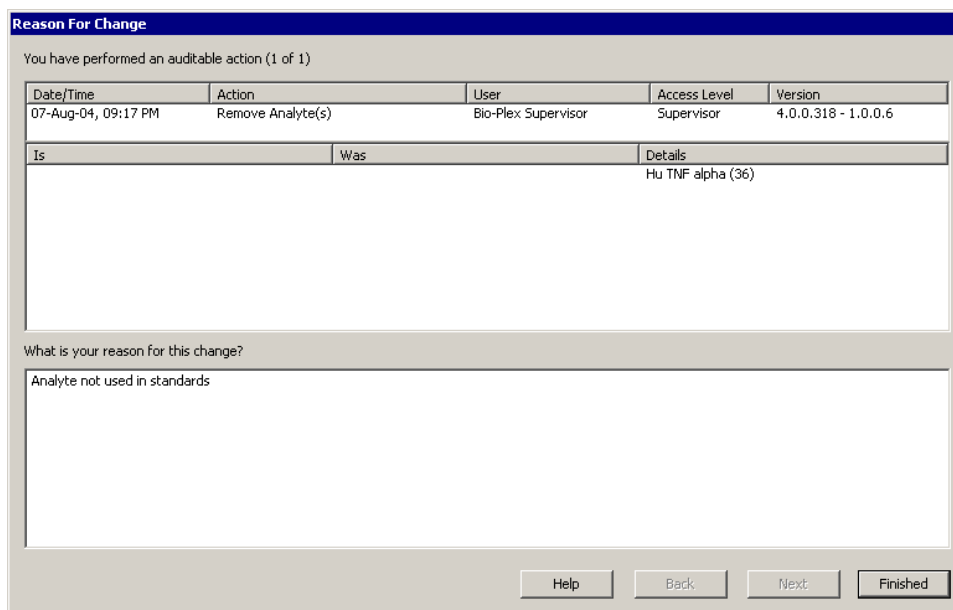 Reason For Change
You have performed an auditable action (1 of 1)
Date/Time Action User Access Level Version
07-Aug-04, 09:17 PM Remove Analyte(s) Bio-Plex Supervisor Supervisor 4.0.0.318 - 1.0.0.6
Is Was Details
Hu TNF alpha (36)
What is your reason for this change?
Analyte not used in standards
Help Back Next Finished